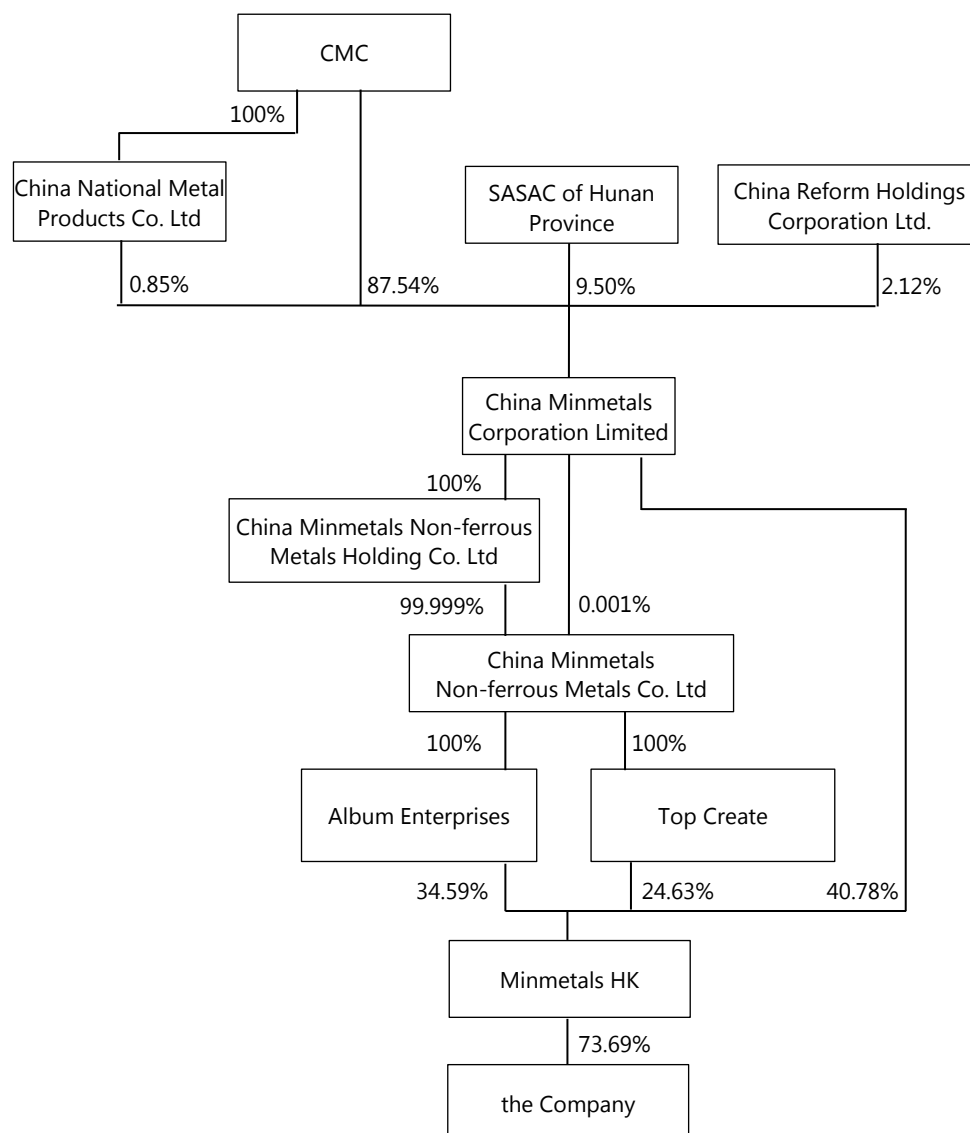 CMC
100%
China National Metal
Products Co. Ltd
SASAC of Hunan
Province
China Reform Holdings
Corporation Ltd.
0.85%
87.54%
9.50%
2.12%
China Minmetals
Corporation Limited
100%
China Minmetals Non-ferrous
Metals Holding Co. Ltd
99.999%
0.001%
China Minmetals
Non-ferrous Metals Co. Ltd
100%
100%
Album Enterprises
Top Create
34.59%
24.63%
40.78%
Minmetals HK
73.69%
the Company